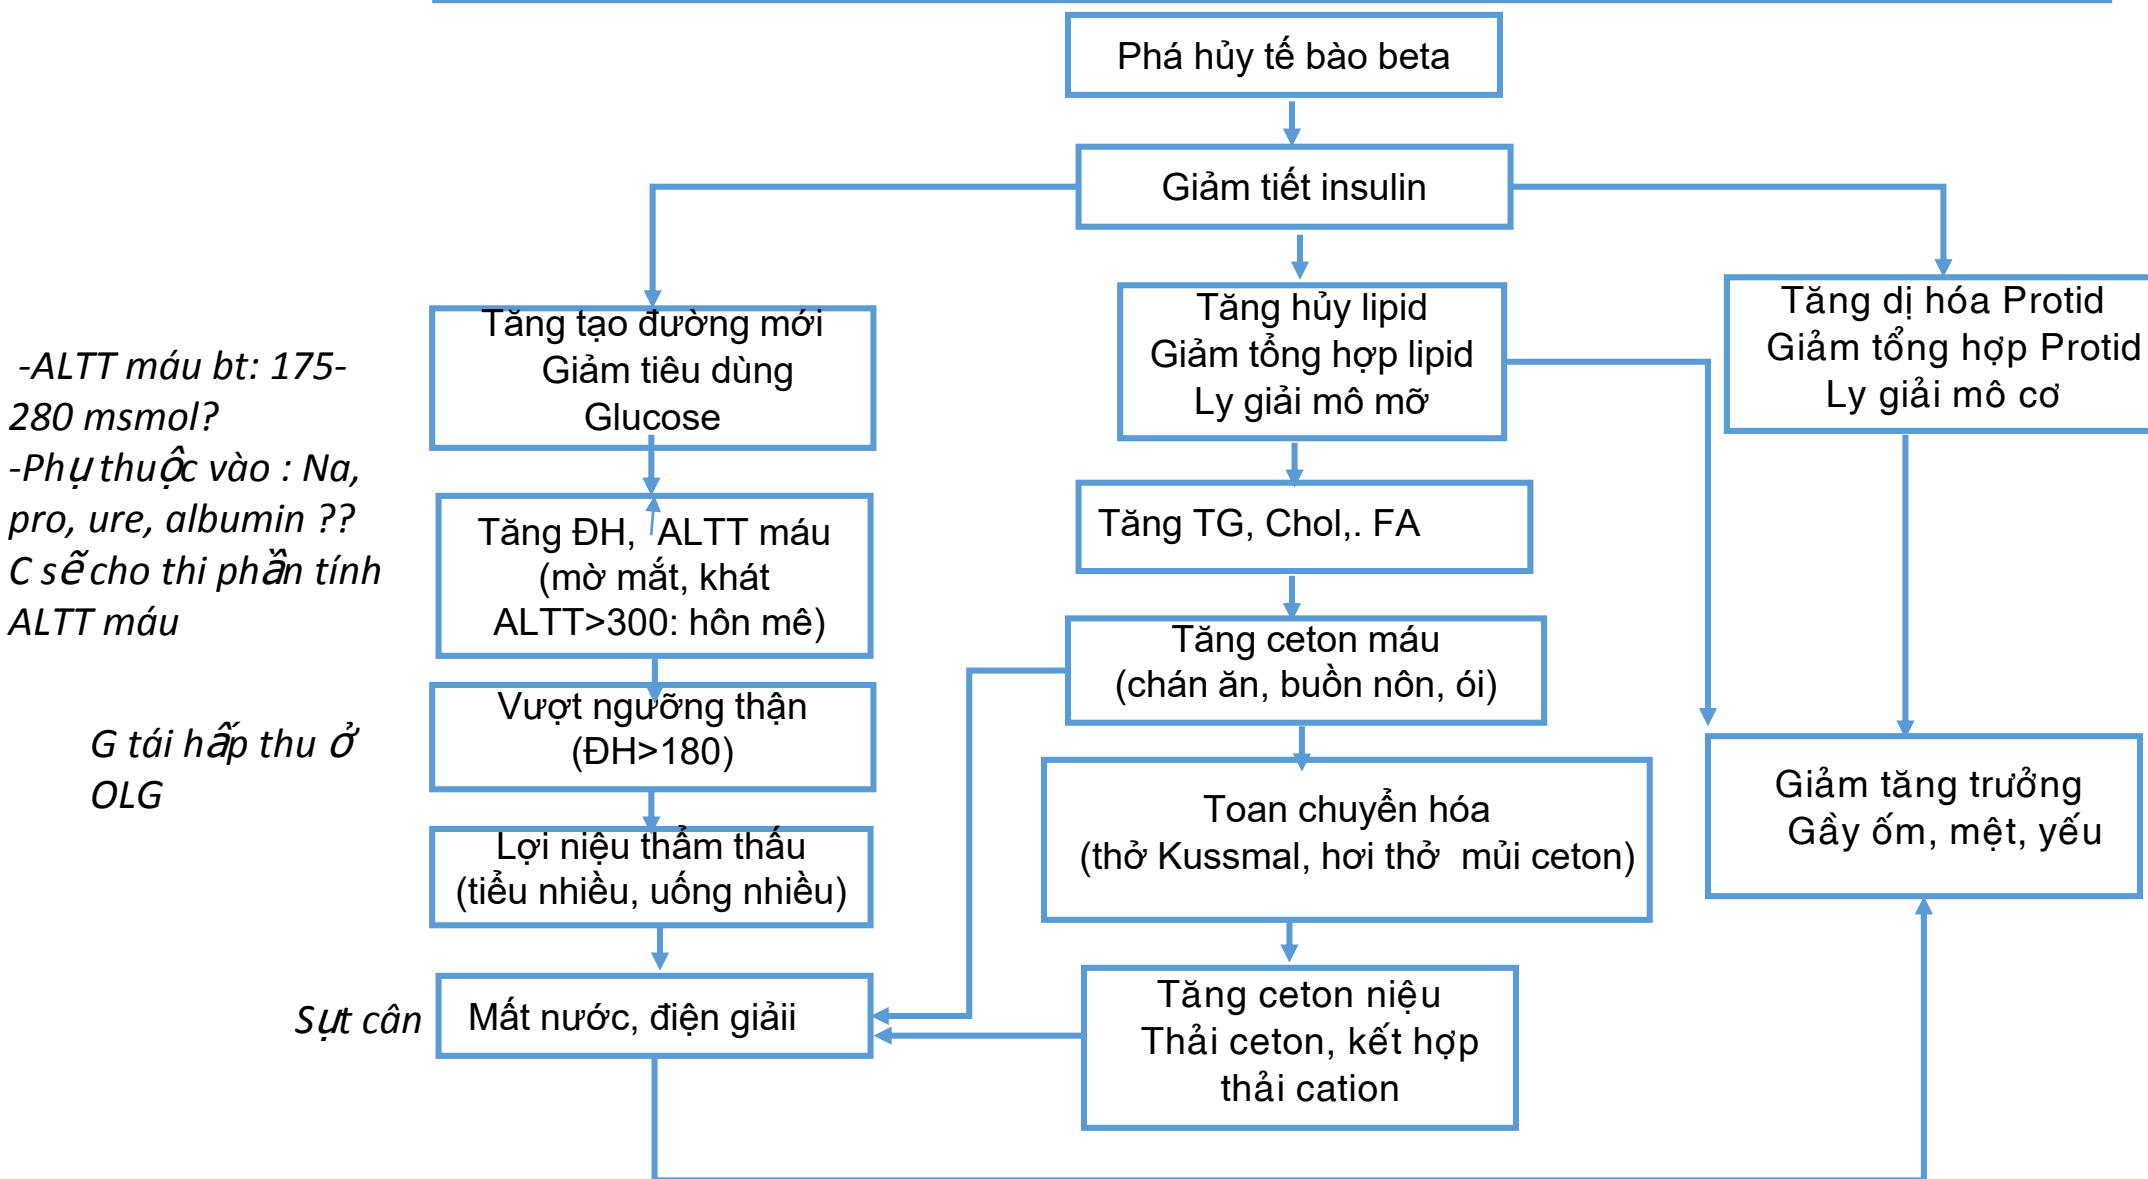 Phá hủy tế bào beta
Giảm tiết insulin
Tăng tạo đường mới
Giảm tiêu dùng
Glucose
Tăng hủy lipid
Giảm tổng hợp lipid
Ly giải mô mỡ
Tăng dị hóa Protid
Giảm tổng hợp Protid
Ly giải mô cơ
-ALTT máu bt: 175-
280 msmol?
-Phụ thuộc vào : Na,
pro, ure, albumin ??
C sẽ cho thi phần tính
ALTT máu
Tăng ĐH, ALTT máu
(mờ mắt, khát
ALTT>300: hôn mê)
Tăng TG, Chol,. FA
Tăng ceton máu
(chán ăn, buồn nôn, ói)
Vượt ngưỡng thận
(ĐH>180)
G tái hấp thu ở
OLG
Toan chuyển hóa
(thở Kussmal, hơi thở mủi ceton)
Giảm tăng trưởng
Gầy ốm, mệt, yếu
Lợi niệu thẩm thấu
(tiểu nhiều, uống nhiều)
Sụt cân
Mất nước, điện giảii
Tăng ceton niệu
Thải ceton, kết hợp
thải cation